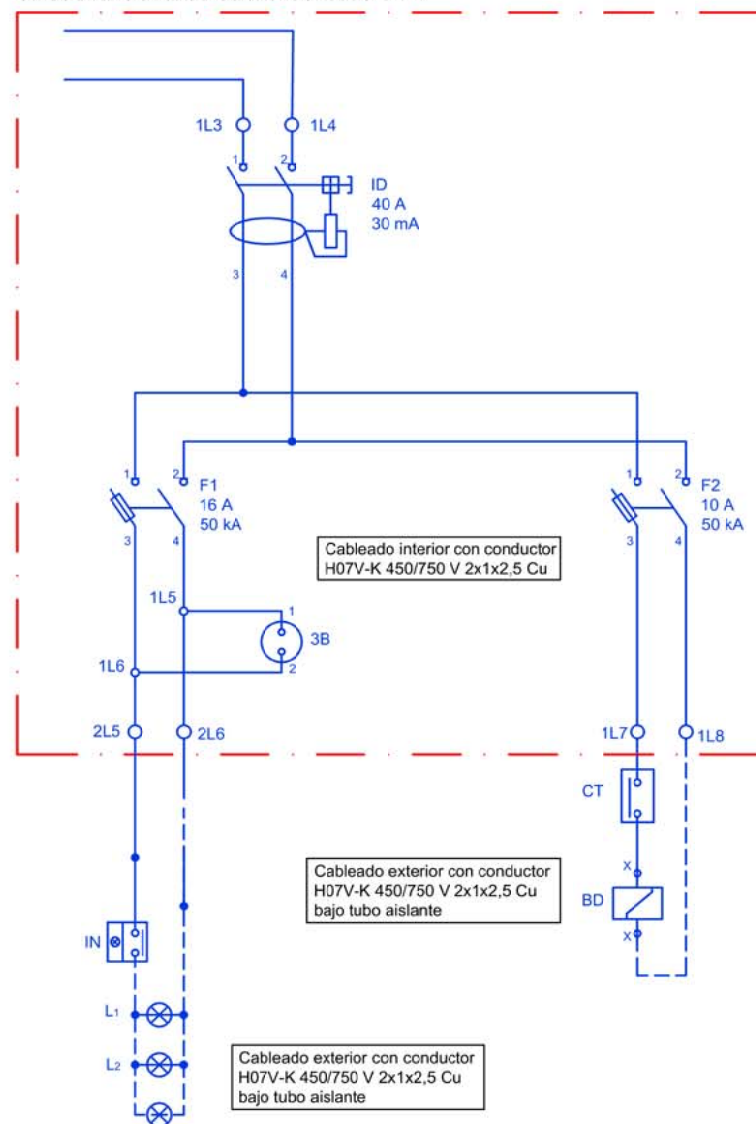 1L3
1L4
1
2
ID
40 A
30 mA
3
4
1
2
F1
16 A
50 kA
3
4
1
2
F2
10 A
50 kA
3
4
Cableado interior con conductor
H07V-K 450/750 V 2x1x2,5 Cu
1L5
1
3B
1L6
2
2L5
2L6
1L7
1L8
CT
Cableado exterior con conductor
H07V-K 450/750 V 2x1x2,5 Cu
bajo tubo aislante
X
BD
X
IN
L1
L2
Cableado exterior con conductor
H07V-K 450/750 V 2x1x2,5 Cu
bajo tubo aislante